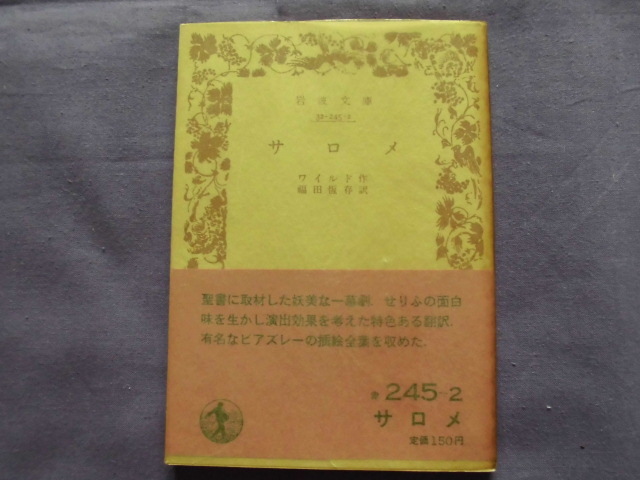 岩波文庫
32-245-2
サロメ
ワイルド作
福田恆存訳
聖書に取材した妖美な一幕劇。せりふの面白
味を生かし演出効果を考えた特色ある翻訳。
有名なビアズレーの挿絵全葉を収めた。
赤 245-2
サロメ
定価150円